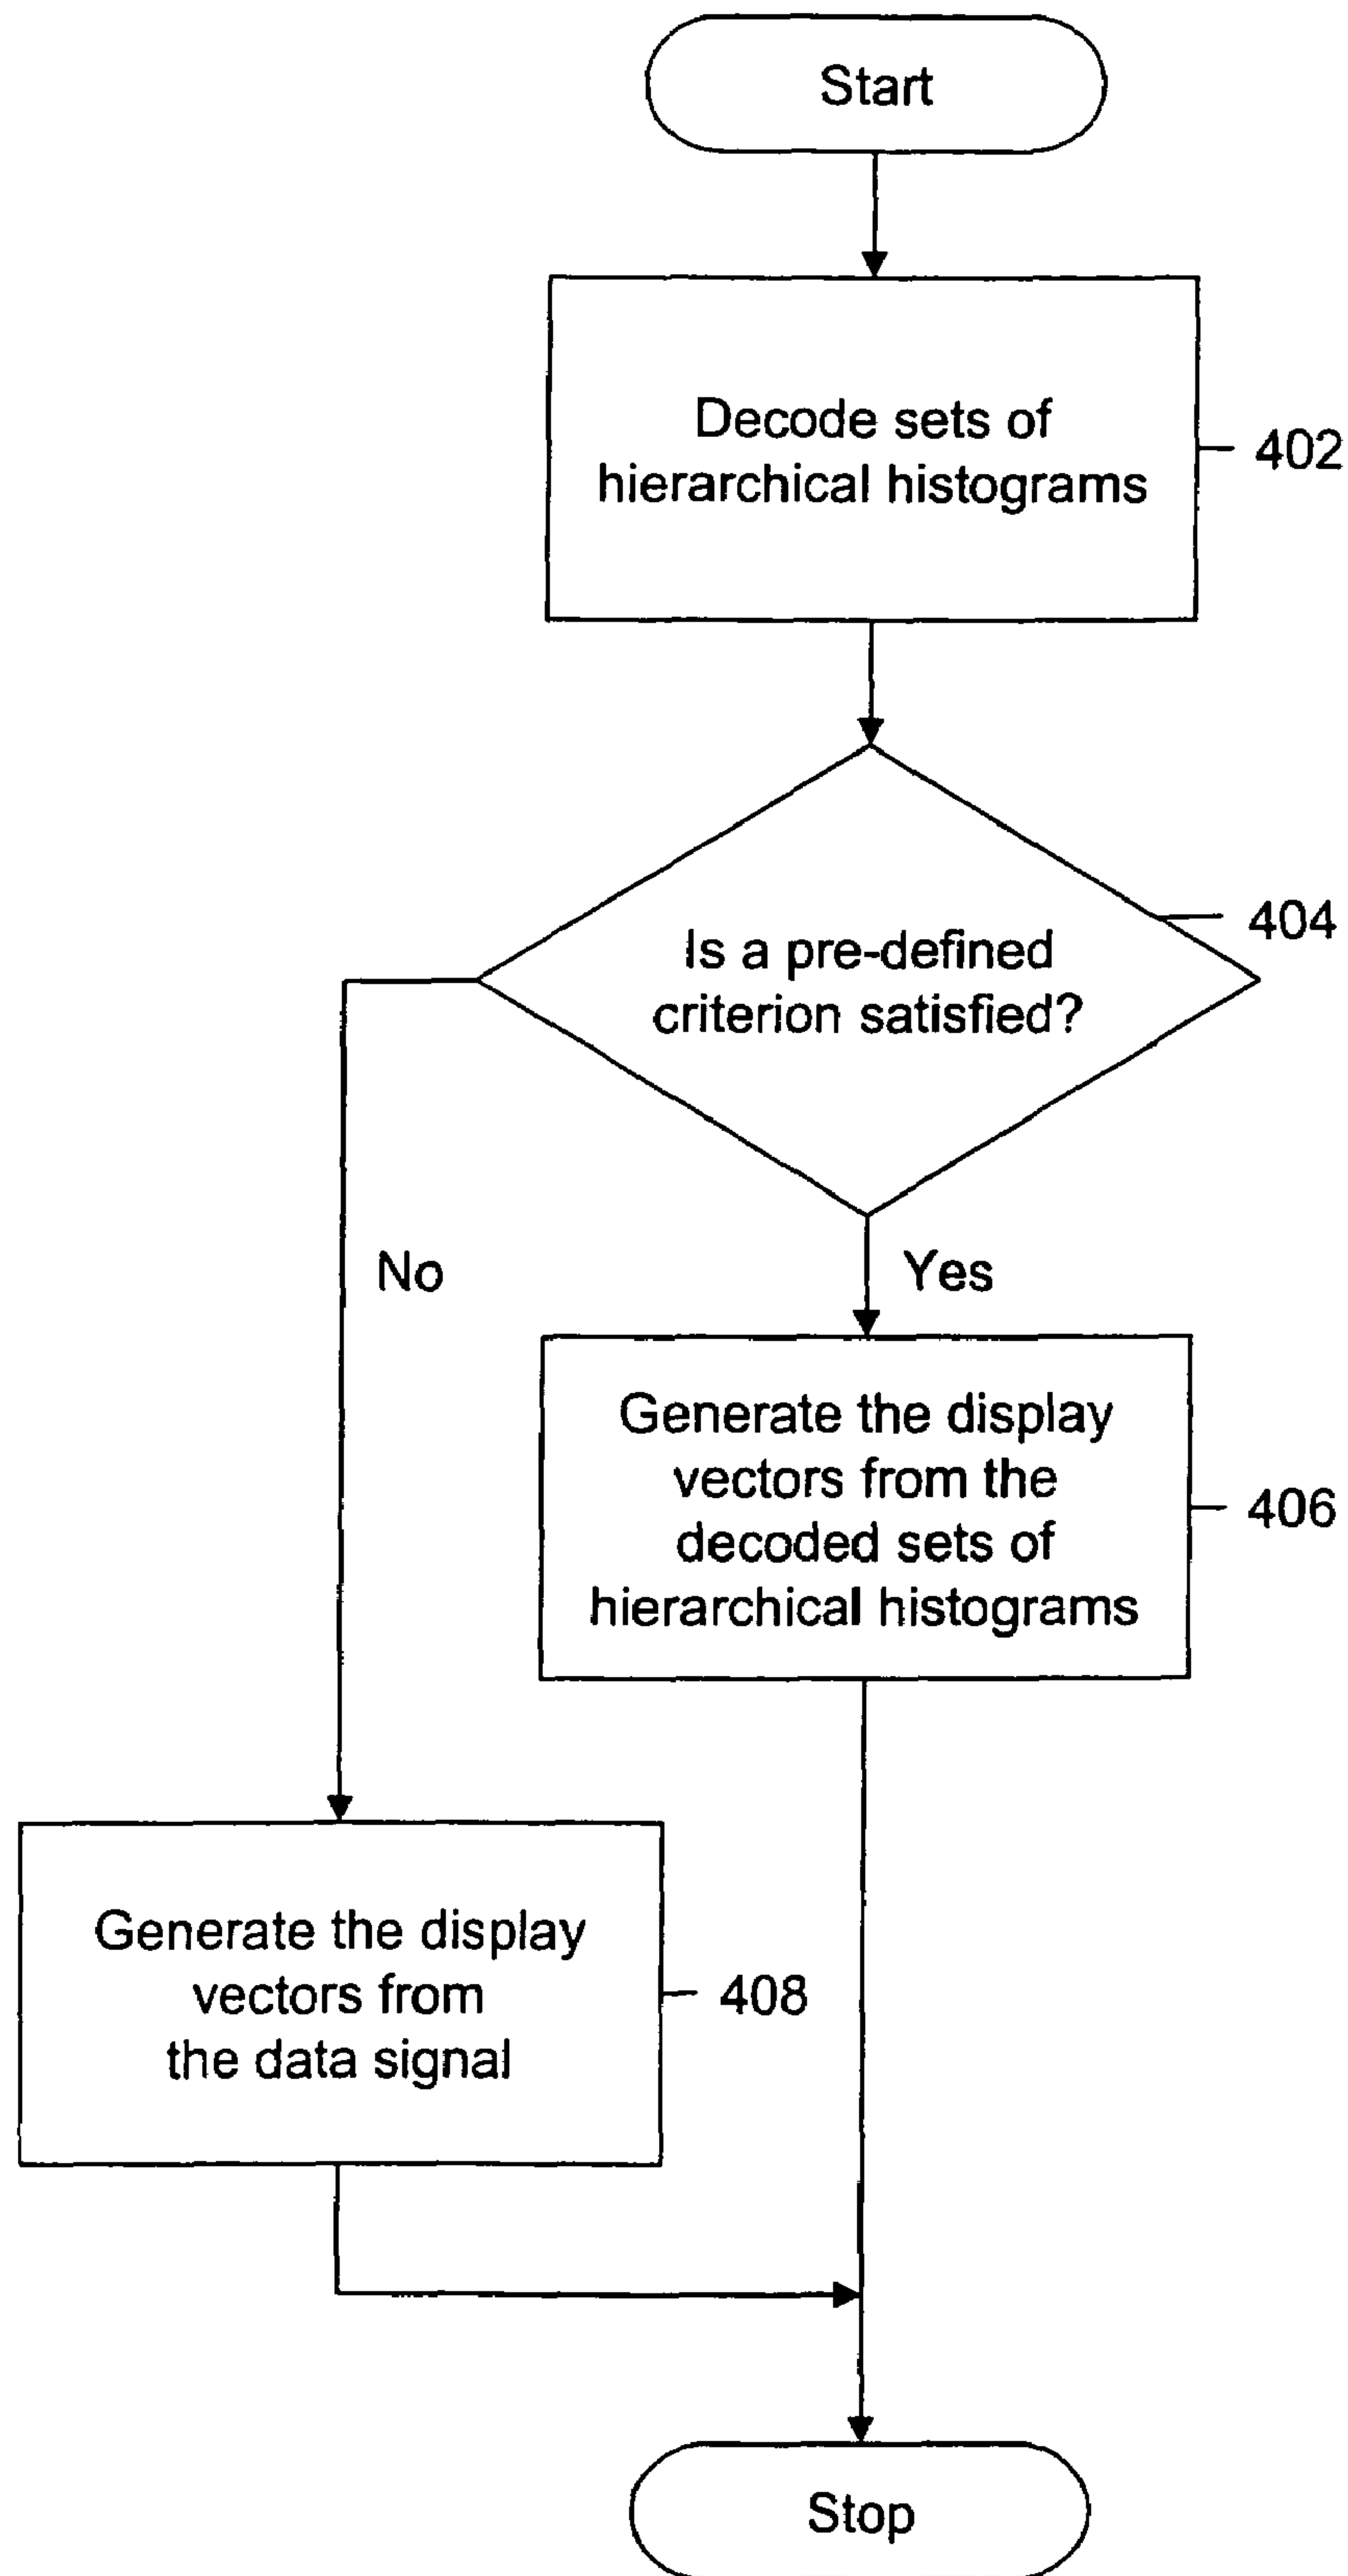 Start
Decode sets of
hierarchical histograms
402
Is a pre-defined
criterion satisfied?
404
No
Yes
Generate the display
vectors from the
decoded sets of
hierarchical histograms
406
Generate the display
vectors from
the data signal
408
Stop